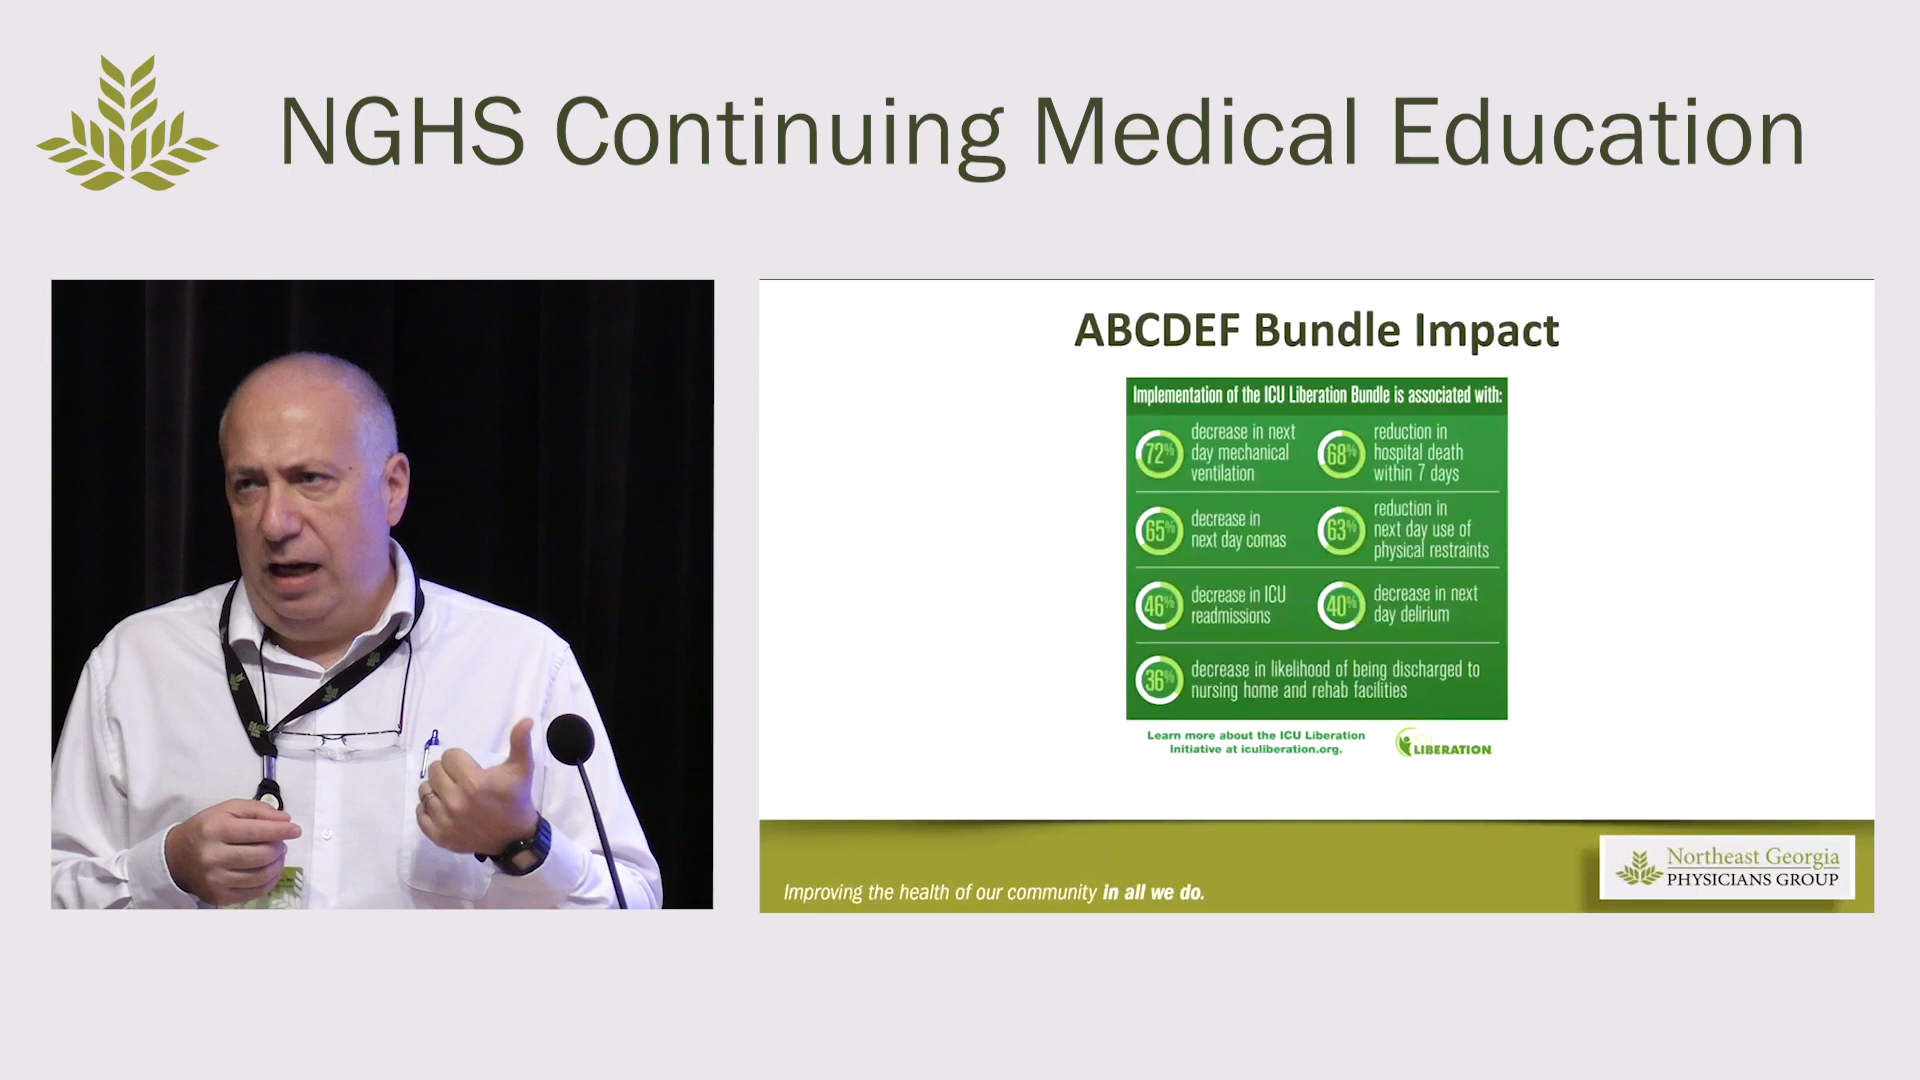 NGHS Continuing Medical Education
ABCDEF Bundle Impact
Implementation of the ICU Liberation Bundle is associated with:
72%
decrease in next
day mechanical
ventilation
68%
reduction in
hospital death
within 7 days
65%
decrease in
next day comas
63%
reduction in
next day use of
physical restraints
46%
decrease in ICU
readmissions
40%
decrease in next
day delirium
36%
decrease in likelihood of being discharged to
nursing home and rehab facilities
Learn more about the ICU Liberation
Initiative at iculiberation.org.
ICU
LIBERATION
Improving the health of our community in all we do.
Northeast Georgia
PHYSICIANS GROUP